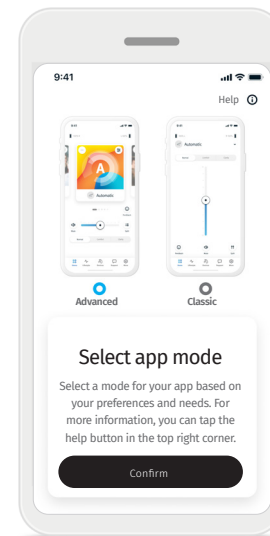 9:41
Help
A
Automatic
Automatic
Advanced
Classic
Select app mode
Select a mode for your app based on
your preferences and needs. For
more information, you can tap the
help button in the top right corner.
Confirm